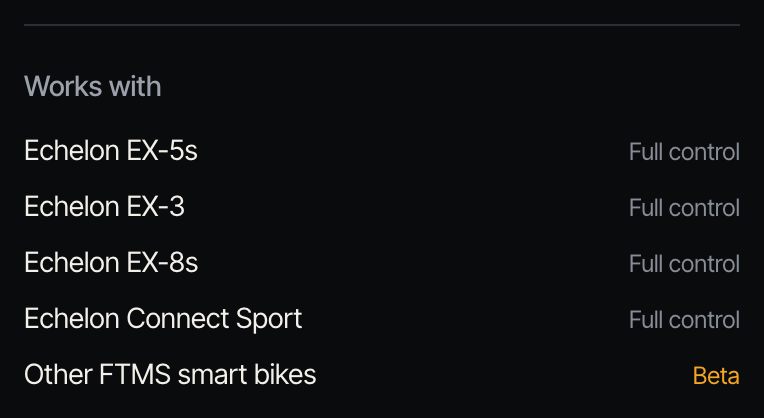 Works with
Echelon EX-5s Full control
Echelon EX-3 Full control
Echelon EX-8s Full control
Echelon Connect Sport Full control
Other FTMS smart bikes Beta